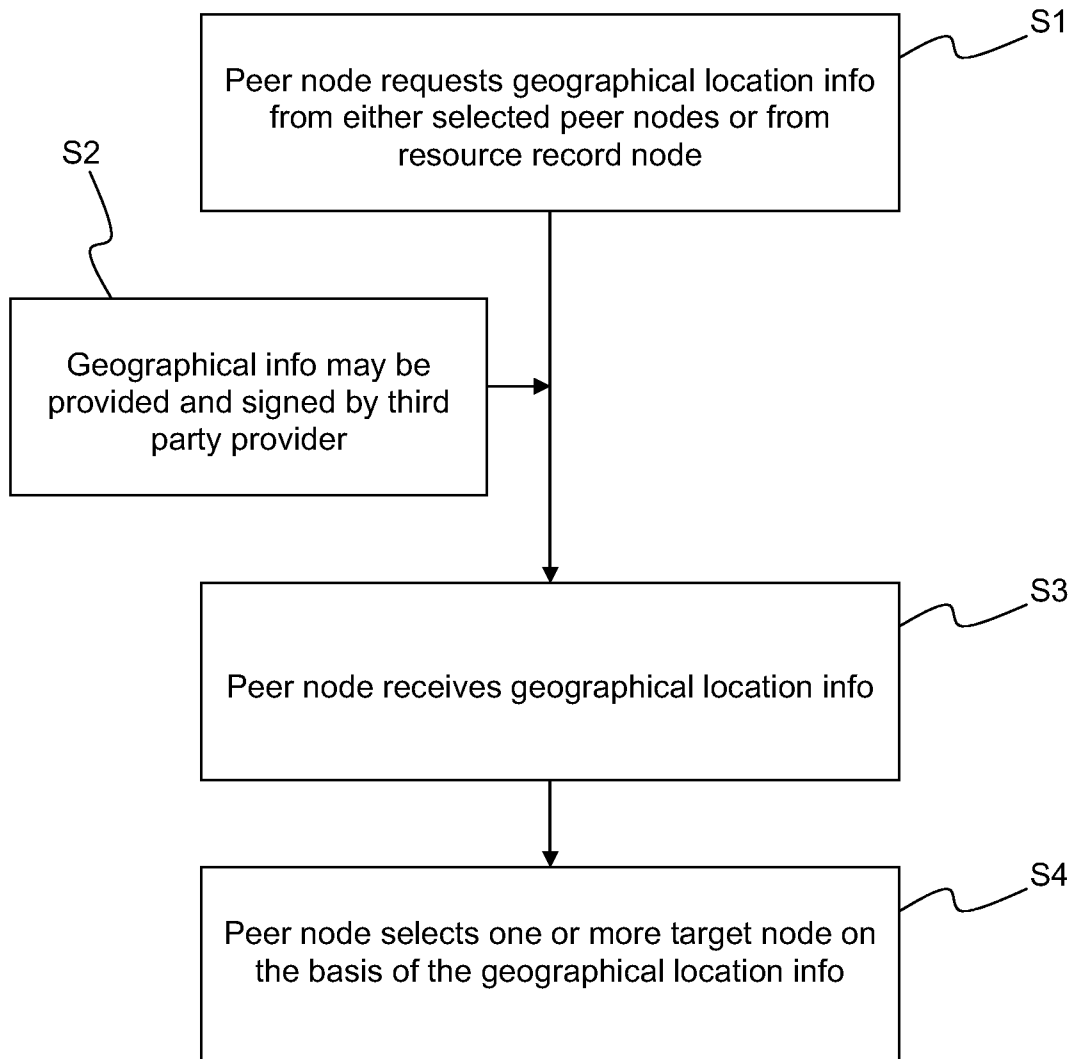 S1
Peer node requests geographical location info
from either selected peer nodes or from
resource record node
S2
Geographical info may be
provided and signed by third
party provider
S3
Peer node receives geographical location info
S4
Peer node selects one or more target node on
the basis of the geographical location info